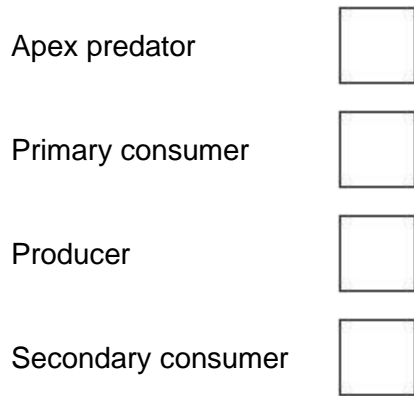 Apex predator
Primary consumer
Producer
Secondary consumer